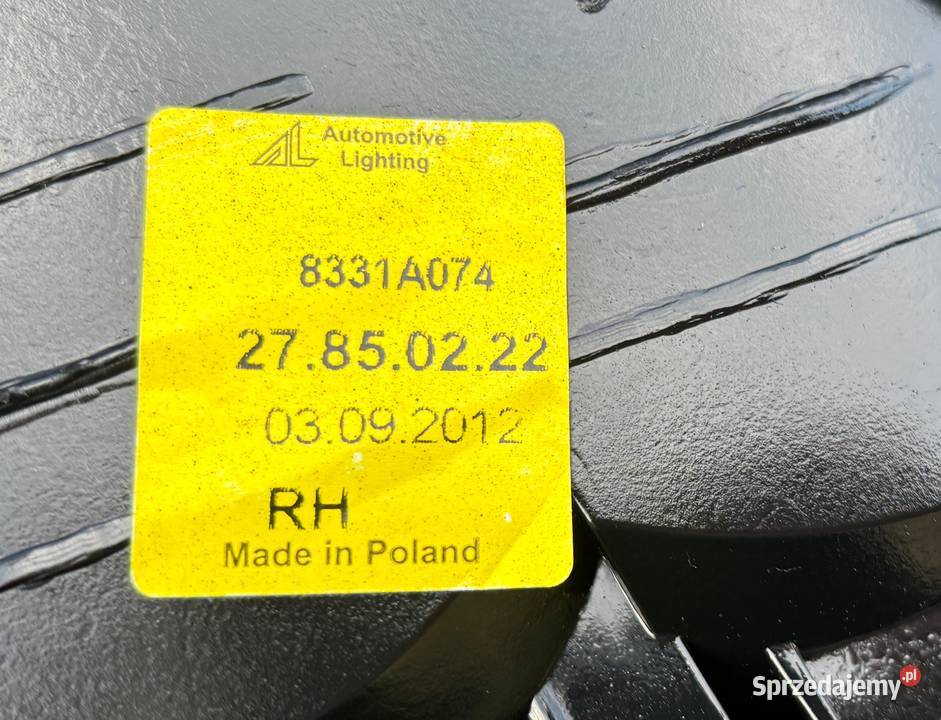 Automotive
Lighting
8331A074
27.85.02.22
03.09.2012
RH
Made in Poland
Sprzedajemy.pl